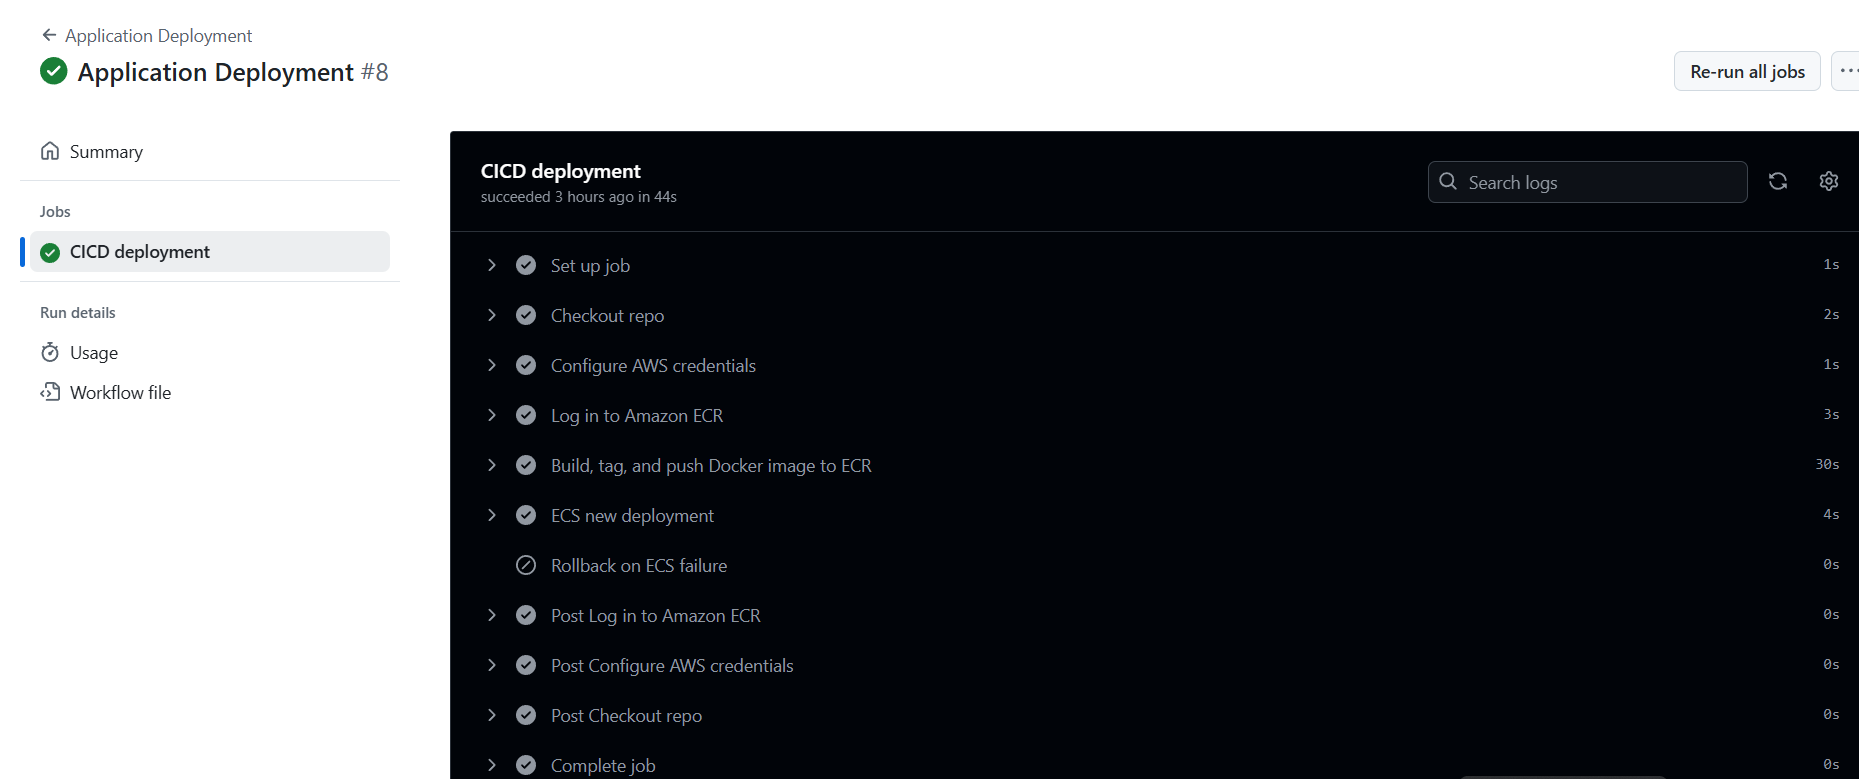 Application Deployment
Application Deployment #8
Re-run all jobs
Summary
Jobs
CICD deployment
Run details
Usage
Workflow file
CICD deployment
succeeded 3 hours ago in 44s
Search logs
Set up job 1s
Checkout repo 2s
Configure AWS credentials 1s
Log in to Amazon ECR 3s
Build, tag, and push Docker image to ECR 30s
ECS new deployment 4s
Rollback on ECS failure 0s
Post Log in to Amazon ECR 0s
Post Configure AWS credentials 0s
Post Checkout repo 0s
Complete job 0s